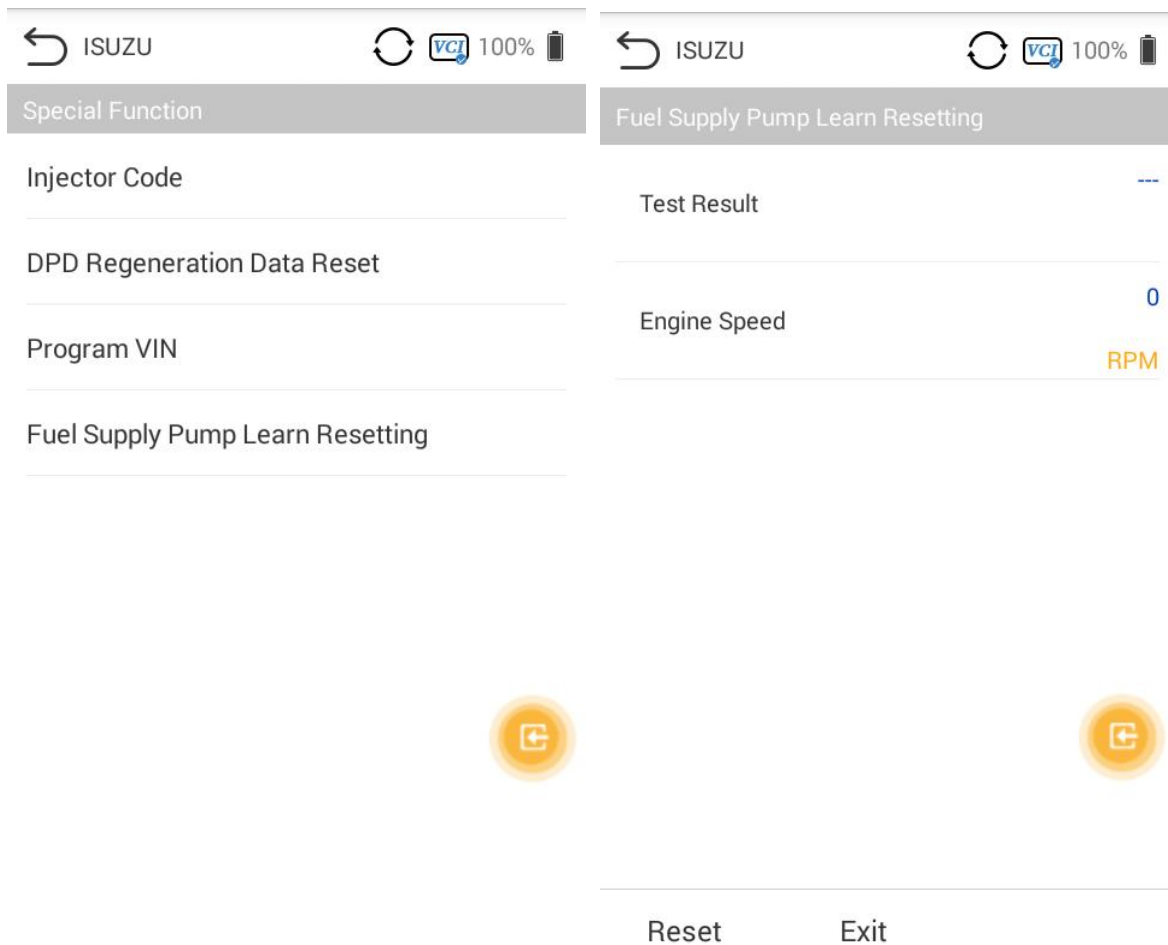 ISUZU VCI 100%
Special Function
Injector Code
DPD Regeneration Data Reset
Program VIN
Fuel Supply Pump Learn Resetting
ISUZU VCI 100%
Fuel Supply Pump Learn Resetting
---
Test Result
0
Engine Speed
RPM
Reset Exit